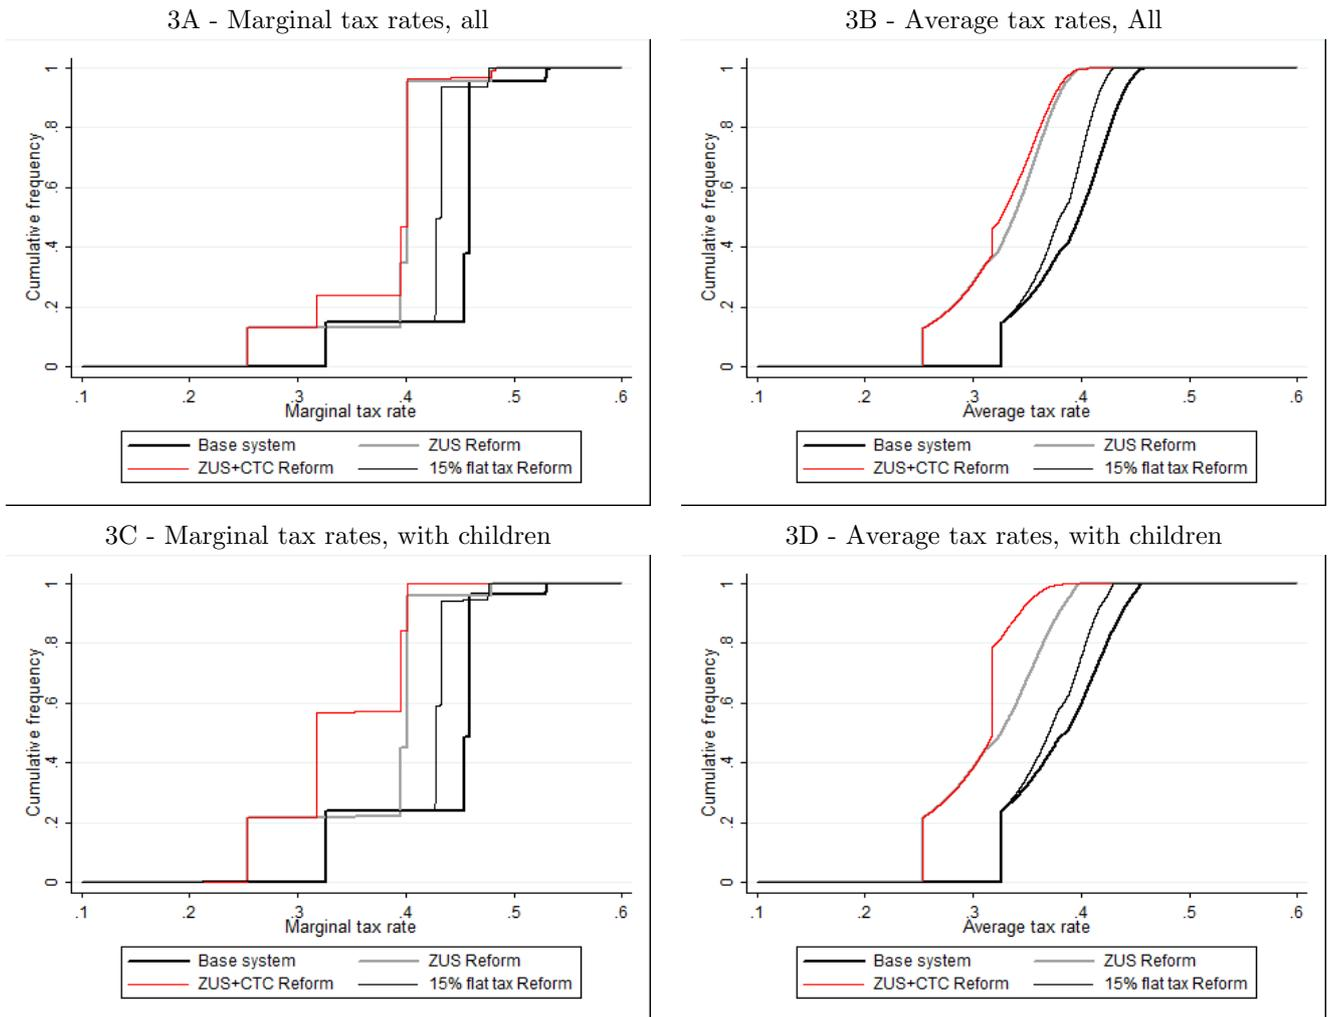 3A - Marginal tax rates, all
Cumulative frequency
0 .2 .4 .6 .8 1
.1 .2 .3 .4 .5 .6
Marginal tax rate
Base system ZUS Reform
ZUS+CTC Reform 15% flat tax Reform
3B - Average tax rates, All
Cumulative frequency
0 .2 .4 .6 .8 1
.1 .2 .3 .4 .5 .6
Average tax rate
Base system ZUS Reform
ZUS+CTC Reform 15% flat tax Reform
3C - Marginal tax rates, with children
Cumulative frequency
0 .2 .4 .6 .8 1
.1 .2 .3 .4 .5 .6
Marginal tax rate
Base system ZUS Reform
ZUS+CTC Reform 15% flat tax Reform
3D - Average tax rates, with children
Cumulative frequency
0 .2 .4 .6 .8 1
.1 .2 .3 .4 .5 .6
Average tax rate
Base system ZUS Reform
ZUS+CTC Reform 15% flat tax Reform